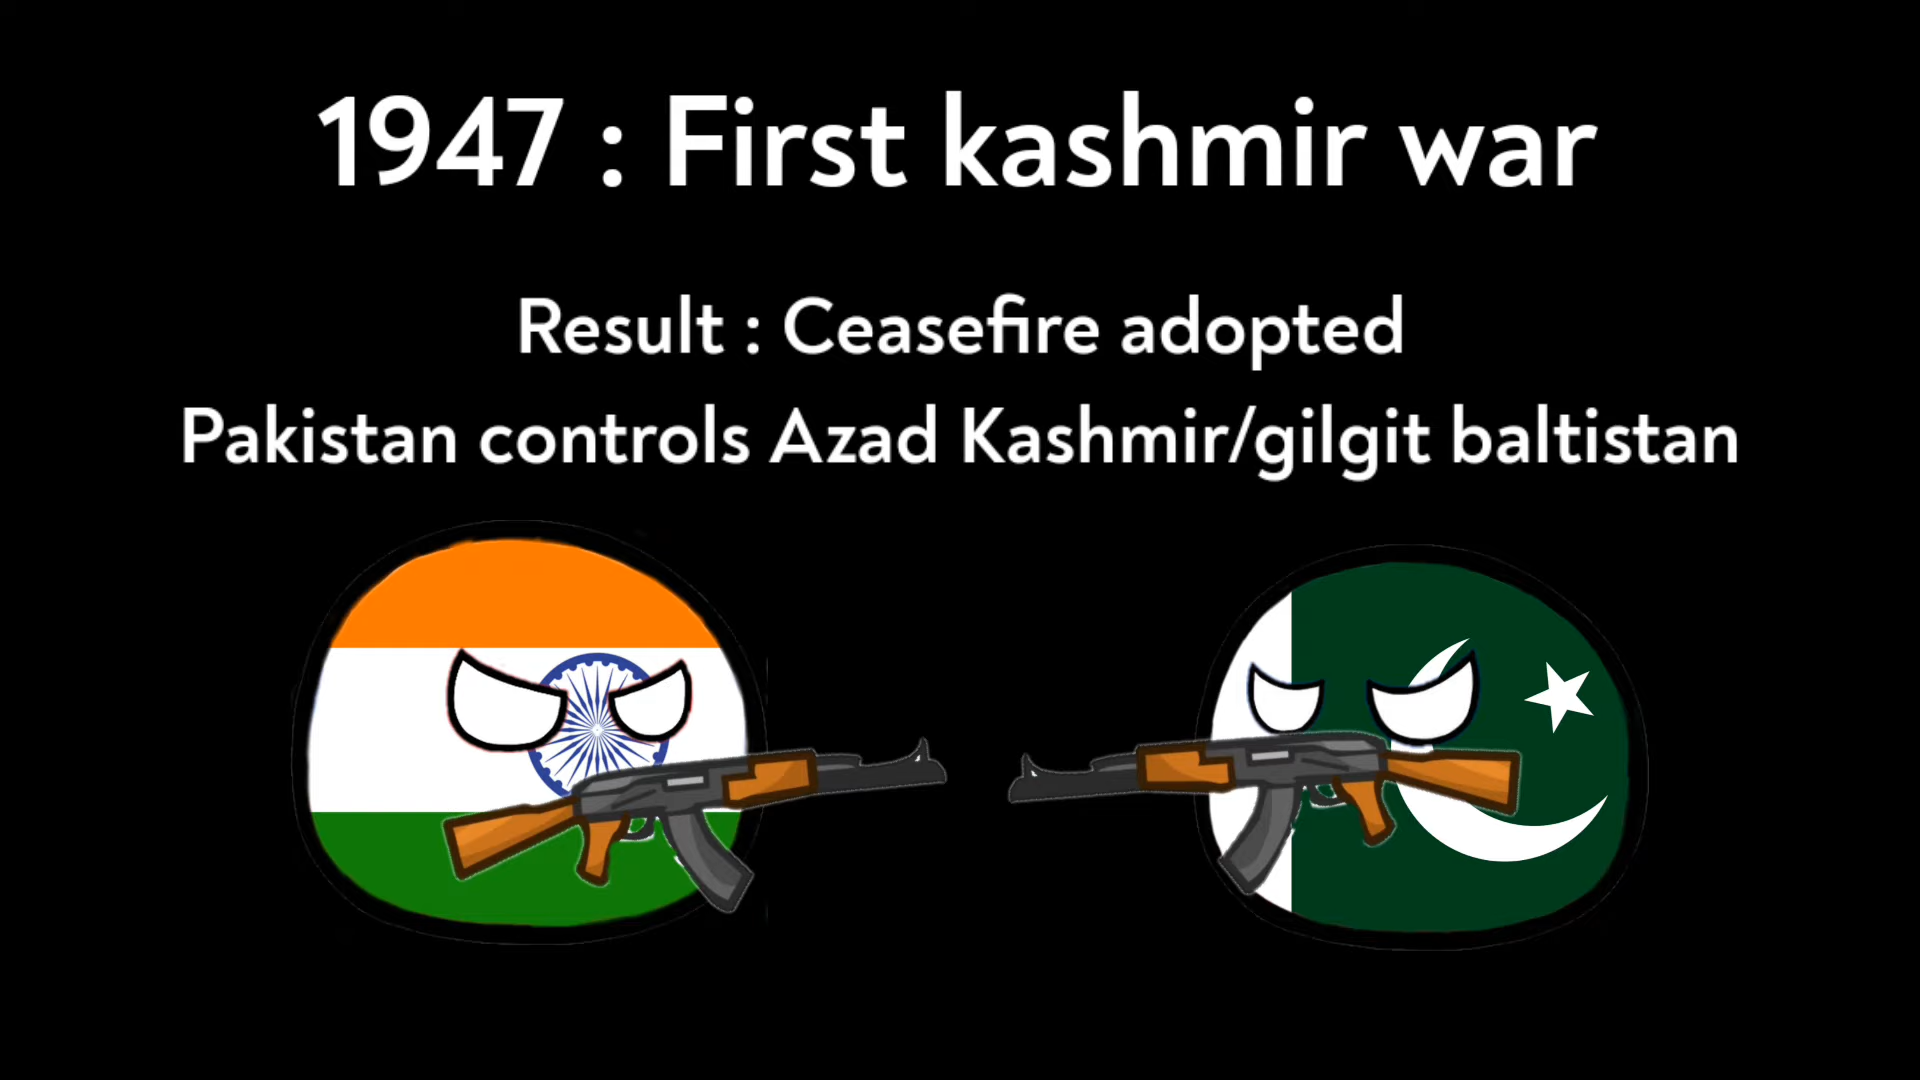 1947 : First kashmir war
Result : Ceasefire adopted
Pakistan controls Azad Kashmir/gilgit baltistan